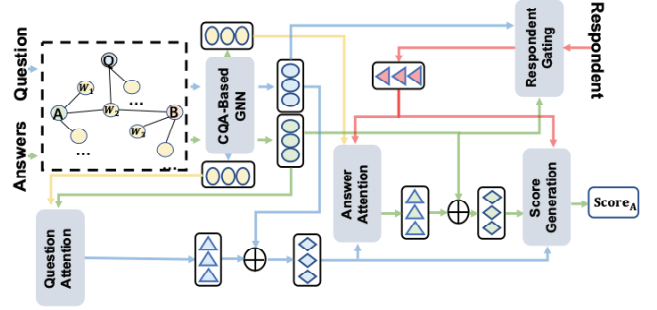 Question
Answers
Q
W1
A
W2
...
B
W3
...
...
CQA-Based
GNN
Respondent
Gating
Respondent
Question
Attention
Answer
Attention
Score
Generation
ScoreA